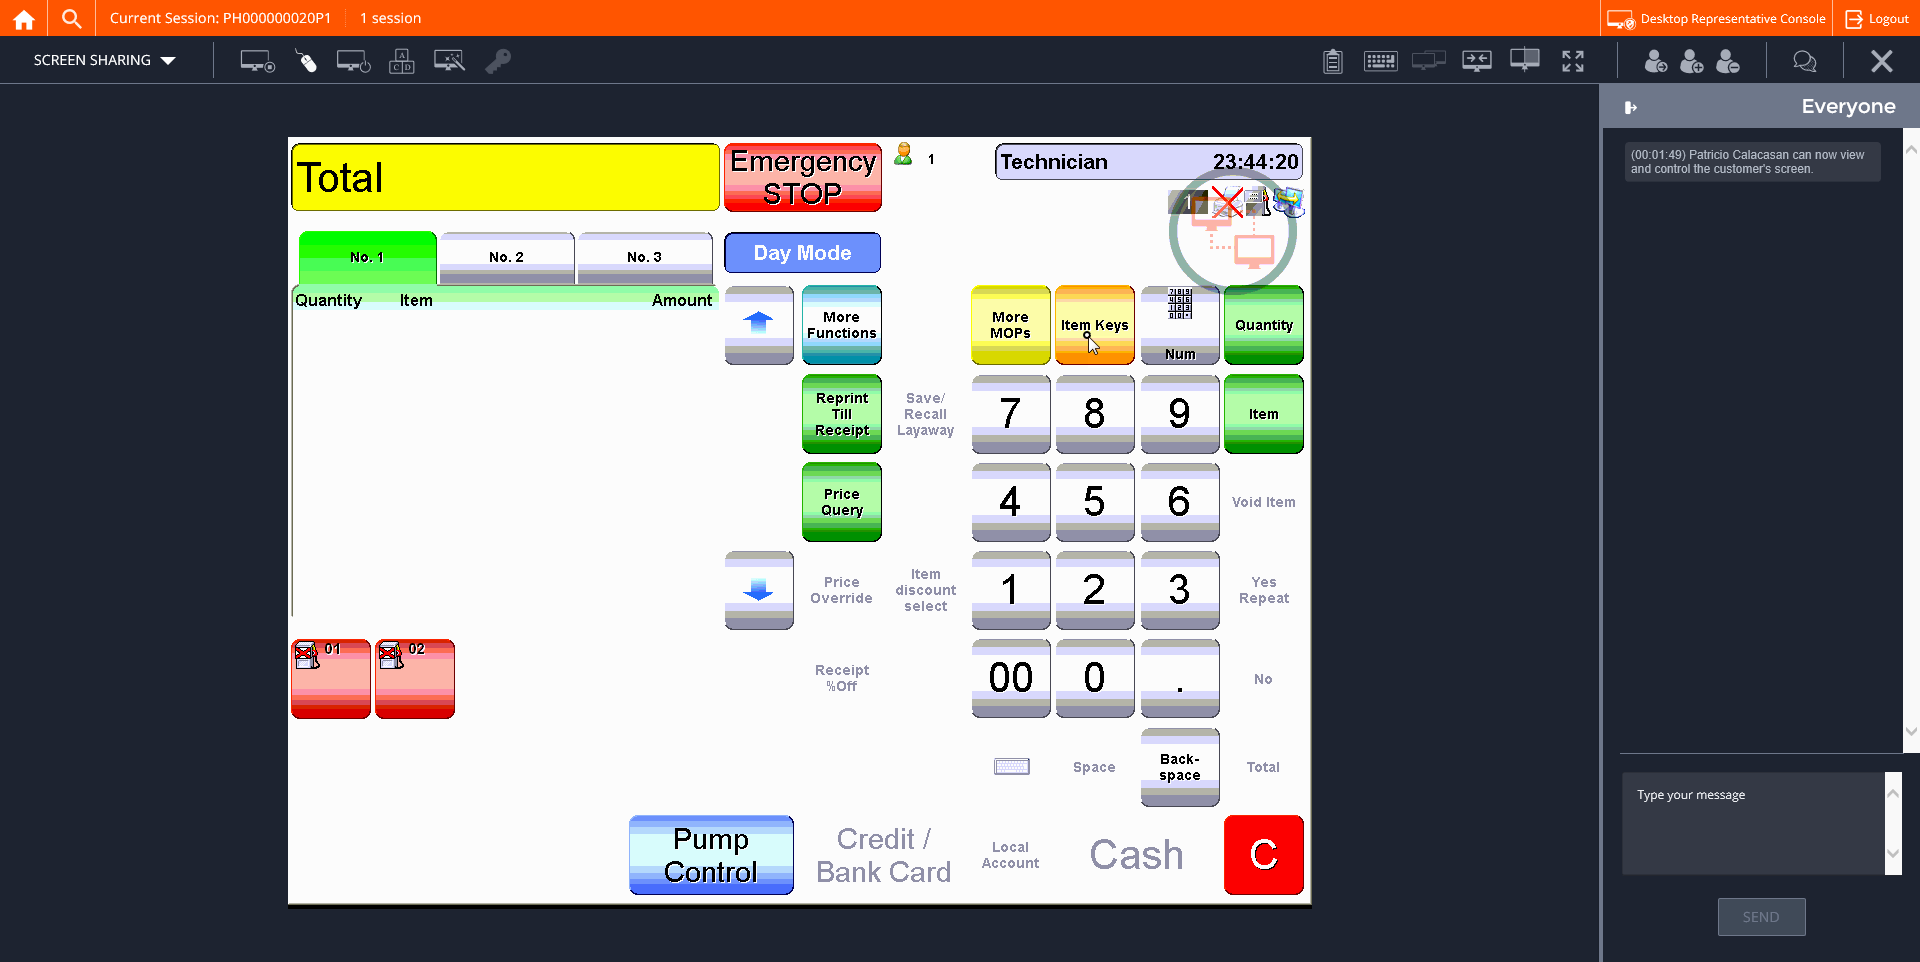 Current Session: PH000000020P1
1 session
Desktop Representative Console
Logout
SCREEN SHARING
A
C D
Everyone
(00:01:49) Patricio Calacasan can now view
and control the customer's screen.
Total
Emergency
STOP
1
Technician 23:44:20
1
No. 1
No. 2
No. 3
Day Mode
Quantity Item Amount
More
Functions
More
MOPs
Item Keys
Num
Quantity
Reprint
Till
Receipt
Save/
Recall
Layaway
7
8
9
Item
Price
Query
4
5
6
Void Item
Price
Override
Item
discount
select
1
2
3
Yes
Repeat
01
02
Receipt
%Off
00
0
.
No
Space
Back-
space
Total
Pump
Control
Credit /
Bank Card
Local
Account
Cash
C
Type your message
SEND